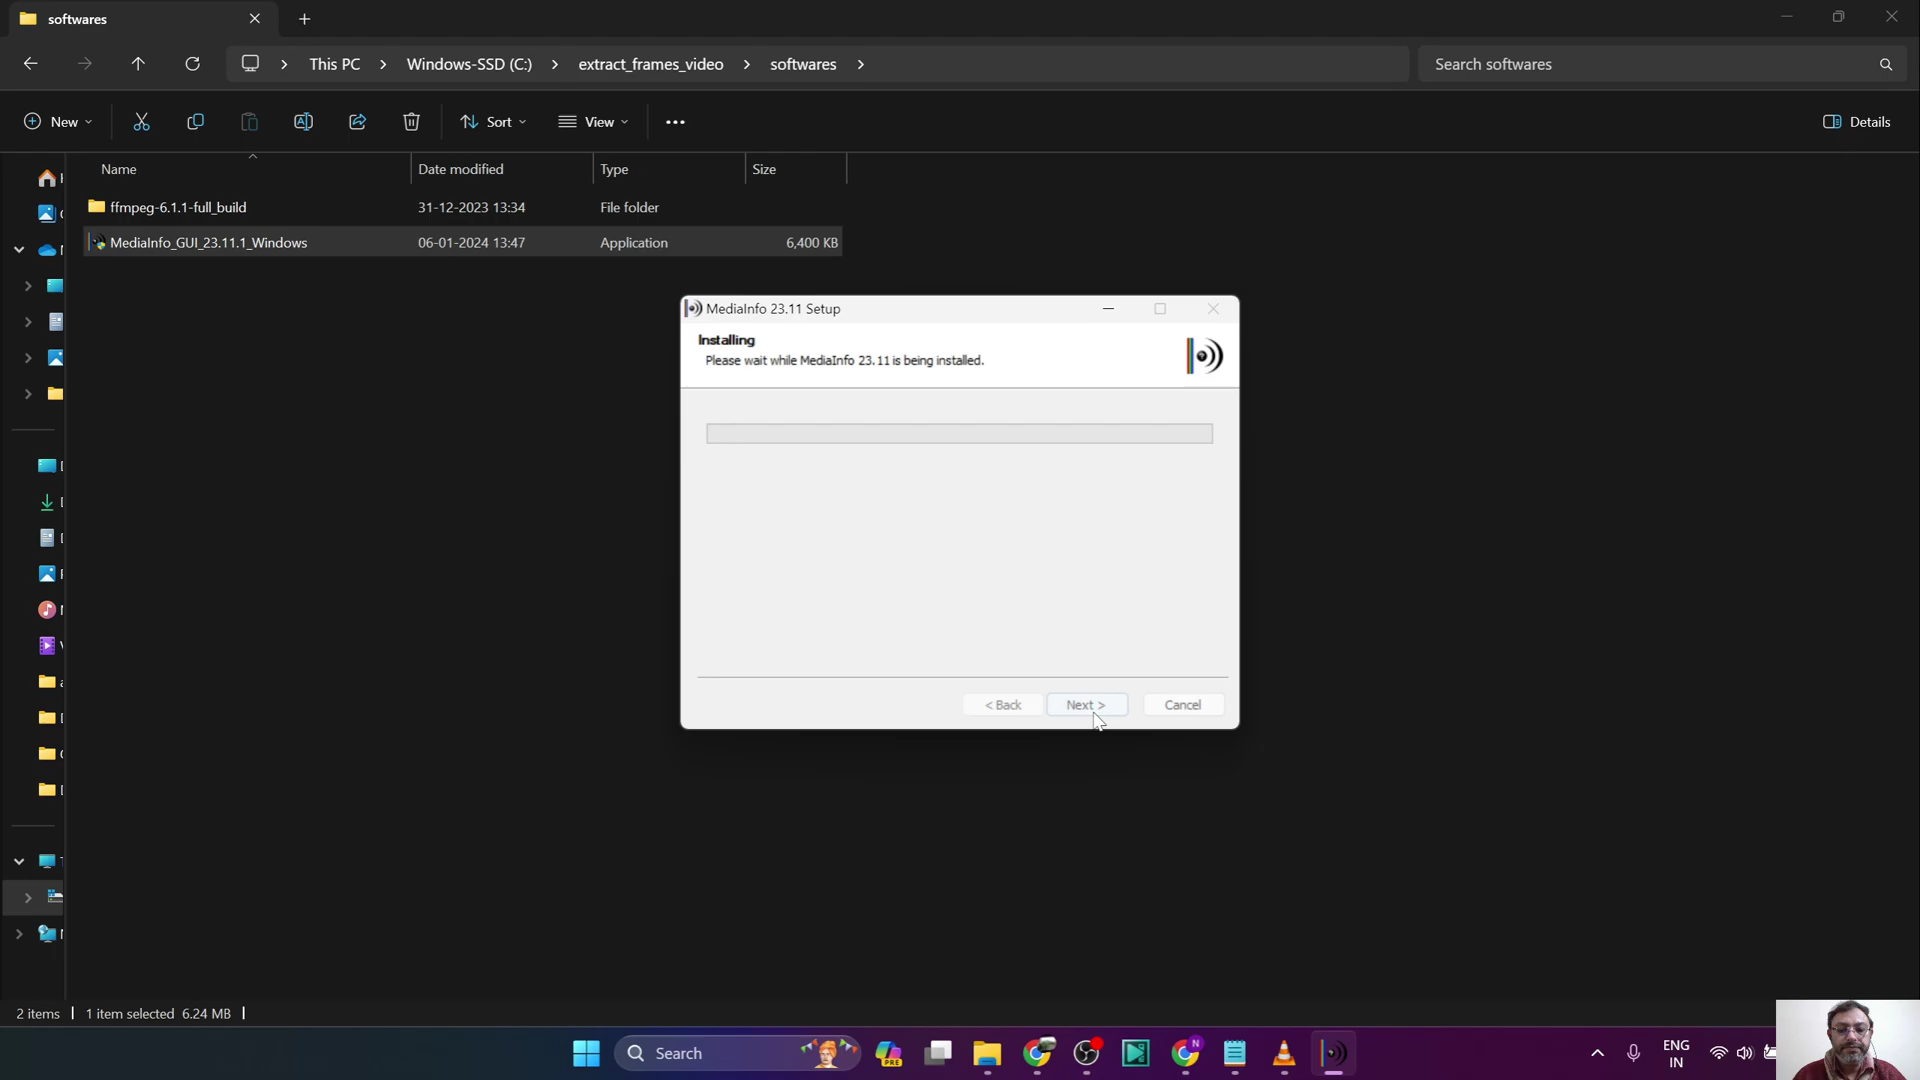 softwares
This PC
Windows-SSD (C:)
extract_frames_video
softwares
Search softwares
New
Sort
View
Details
Name
Date modified
Type
Size
ffmpeg-6.1.1-full_build
31-12-2023 13:34
File folder
MediaInfo_GUI_23.11.1_Windows
06-01-2024 13:47
Application
6,400 KB
MediaInfo 23.11 Setup
Installing
Please wait while MediaInfo 23.11 is being installed.
< Back
Next >
Cancel
2 items
1 item selected 6.24 MB
Search
PRE
N
ENG
IN